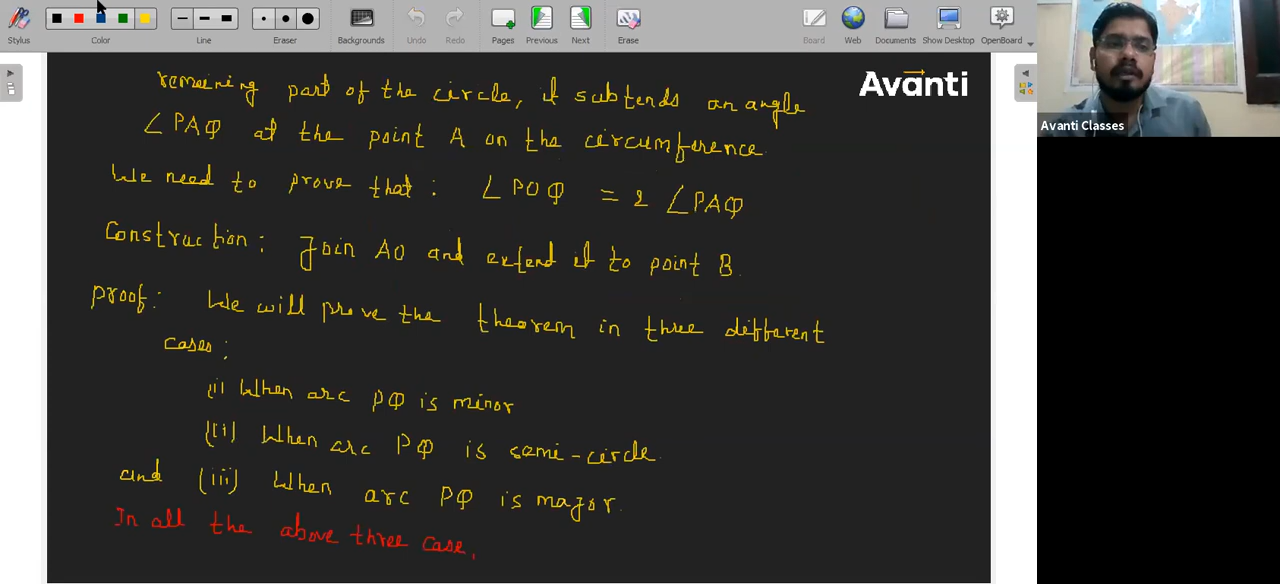 Stylus
Color
Line
Eraser
Backgrounds
Undo
Redo
Pages
Previous
Next
Erase
Board
Web
Documents
Show Desktop
OpenBoard
Avanti
Avanti Classes
remaining part of the circle, it subtends an angle
∠PAQ at the point A on the circumference
We need to prove that : ∠POQ = 2 ∠PAQ
Construction : Join AO and extend it to point B.
Proof : We will prove the theorem in three different
cases :
(i) When arc PQ is minor
(ii) When arc PQ is semi-circle
and (iii) When arc PQ is major.
In all the above three case,